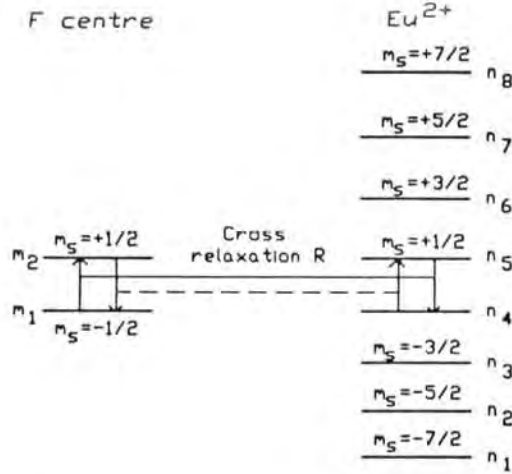 F centre
Eu2+
ms=+7/2
n8
ms=+5/2
n7
ms=+3/2
n6
m2 ms=+1/2
Cross
relaxation R
ms=+1/2
n5
m1
ms=-1/2
n4
ms=-3/2
n3
ms=-5/2
n2
ms=-7/2
n1